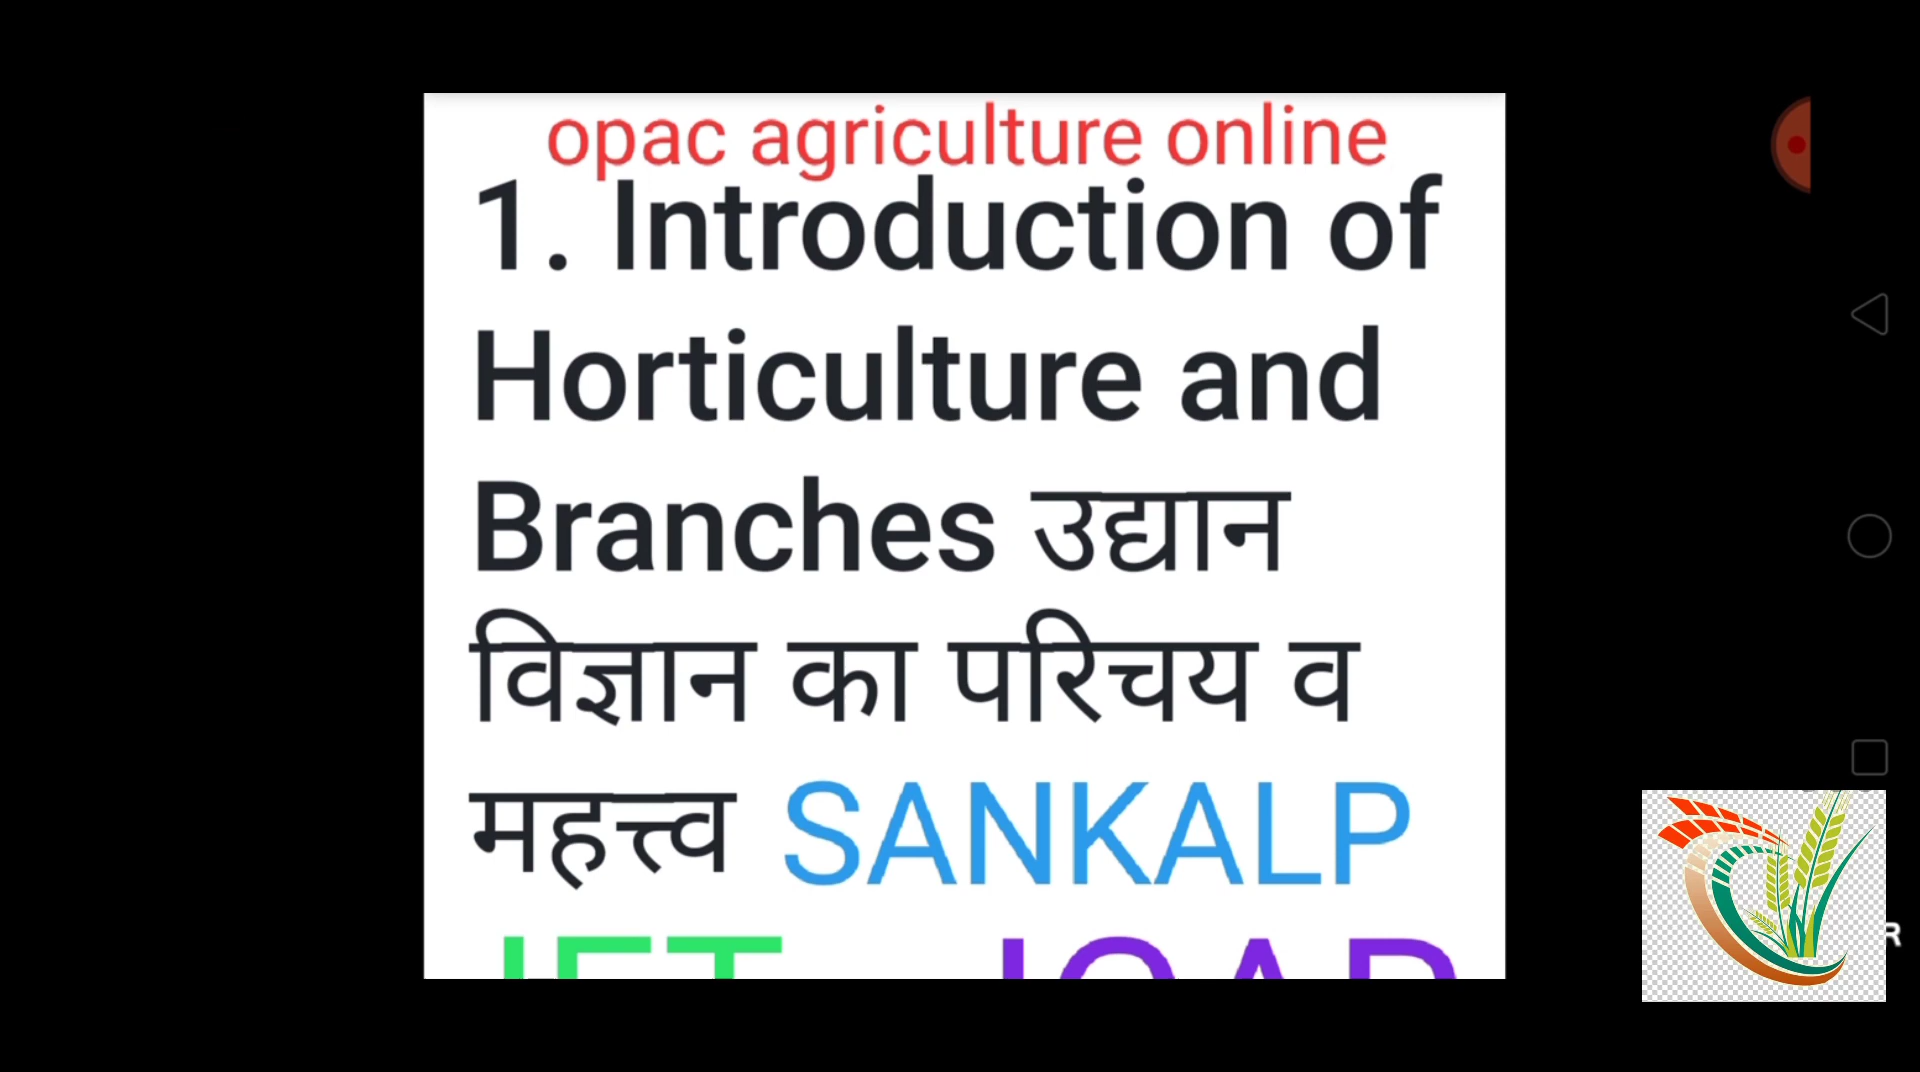 opac agriculture online
1. Introduction of
Horticulture and
Branches उद्यान
विज्ञान का परिचय व
महत्त्व SANKALP